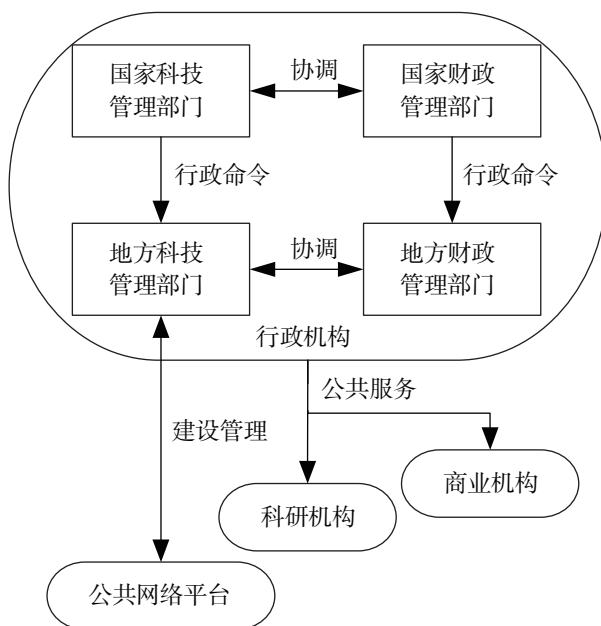 国家科技
管理部门
协调
国家财政
管理部门
行政命令
行政命令
地方科技
管理部门
协调
地方财政
管理部门
行政机构
公共服务
建设管理
商业机构
科研机构
公共网络平台